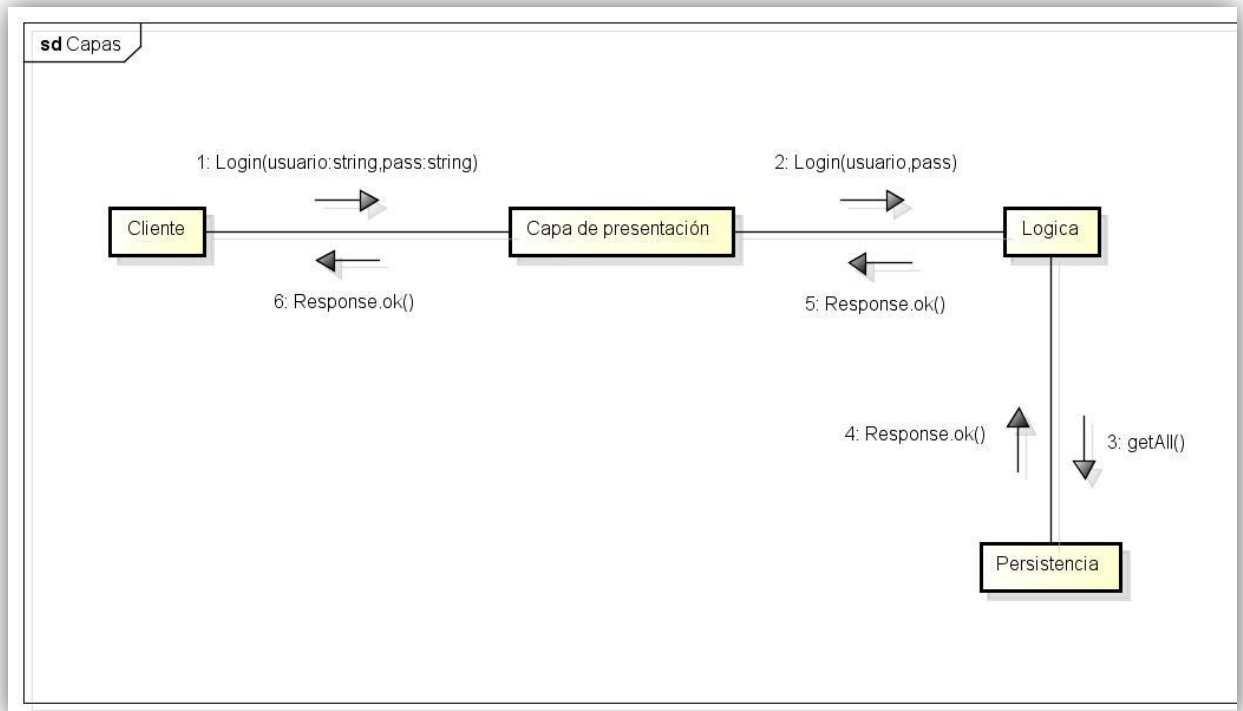 sd Capas
1: Login(usuario:string,pass:string)
2: Login(usuario,pass)
Cliente
Capa de presentación
Logica
6: Response.ok()
5: Response.ok()
4: Response.ok()
3: getAll()
Persistencia